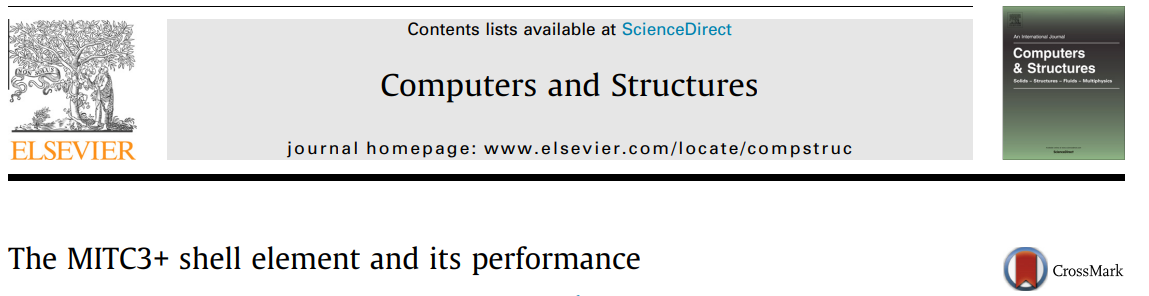 Contents lists available at ScienceDirect
Computers and Structures
journal homepage: www.elsevier.com/locate/compstruc
ELSEVIER
An International Journal
Computers
& Structures
Solids – Structures – Fluids – Multiphysics
The MITC3+ shell element and its performance
CrossMark